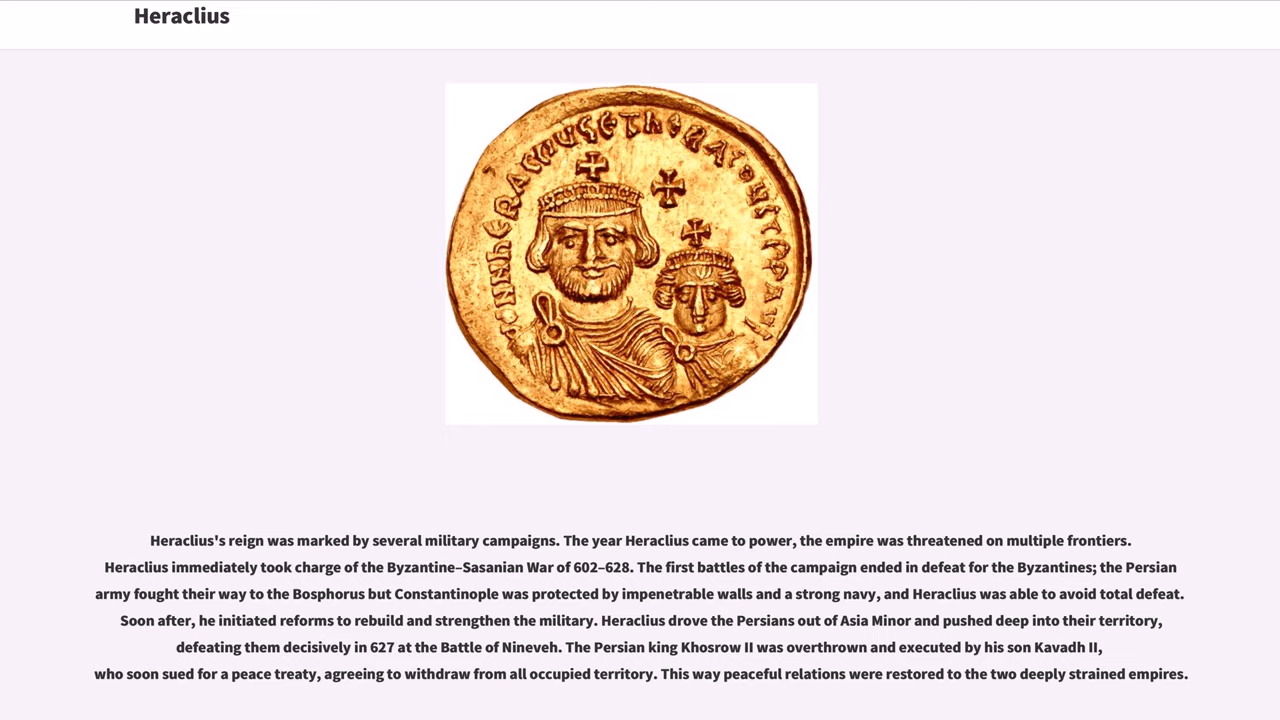 Heraclius
Heraclius's reign was marked by several military campaigns. The year Heraclius came to power, the empire was threatened on multiple frontiers.
Heraclius immediately took charge of the Byzantine–Sasanian War of 602–628. The first battles of the campaign ended in defeat for the Byzantines; the Persian
army fought their way to the Bosphorus but Constantinople was protected by impenetrable walls and a strong navy, and Heraclius was able to avoid total defeat.
Soon after, he initiated reforms to rebuild and strengthen the military. Heraclius drove the Persians out of Asia Minor and pushed deep into their territory,
defeating them decisively in 627 at the Battle of Nineveh. The Persian king Khosrow II was overthrown and executed by his son Kavadh II,
who soon sued for a peace treaty, agreeing to withdraw from all occupied territory. This way peaceful relations were restored to the two deeply strained empires.